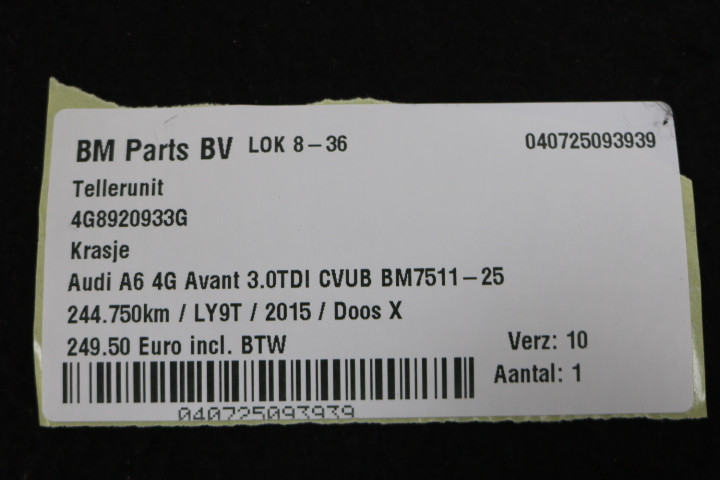 BM Parts BV LOK 8-36 040725093939
Tellerunit
4G8920933G
Krasje
Audi A6 4G Avant 3.0TDI CVUB BM7511-25
244.750km / LY9T / 2015 / Doos X
249.50 Euro incl. BTW Verz: 10
Aantal: 1
040725093939